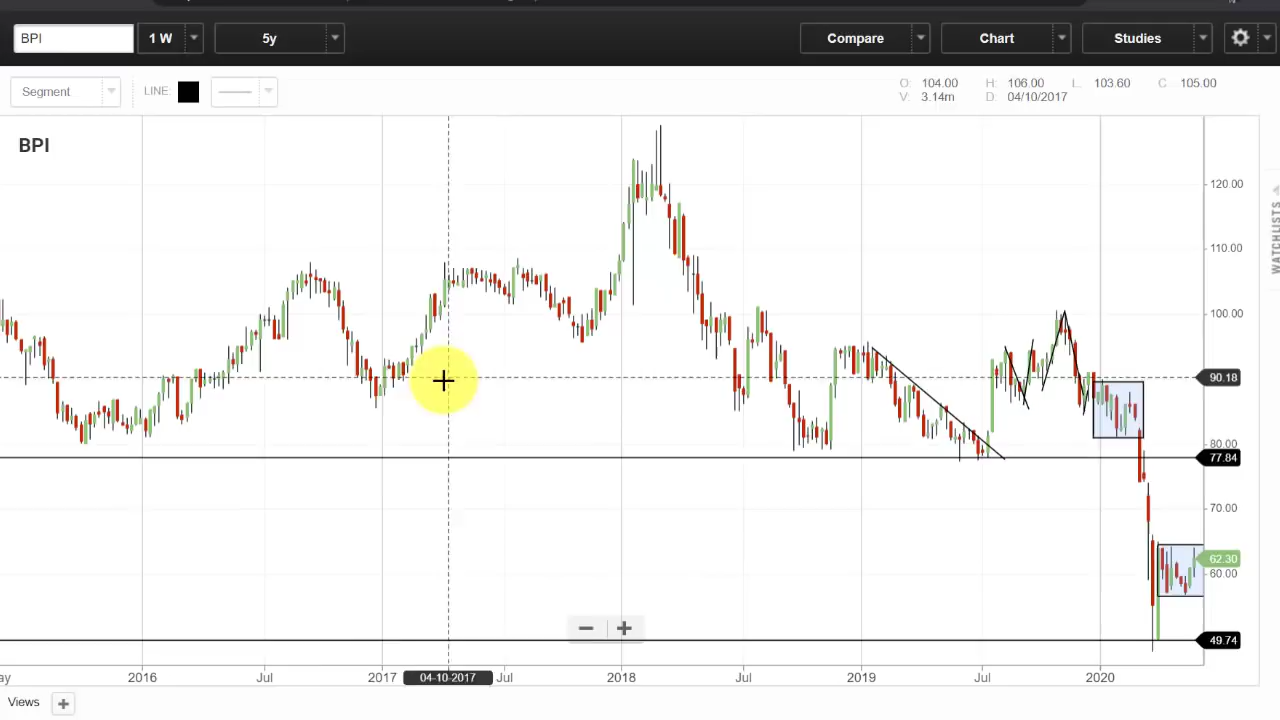 BPI 1 W 5y Compare Chart Studies
Segment LINE: O: 104.00 H: 106.00 L: 103.60 C: 105.00
V: 3.14m D: 04/10/2017
BPI
120.00
WATCHLISTS
110.00
100.00
90.18
80.00
77.84
70.00
62.30
60.00
49.74
2016 Jul 2017 04-10-2017 Jul 2018 Jul 2019 Jul 2020
Views